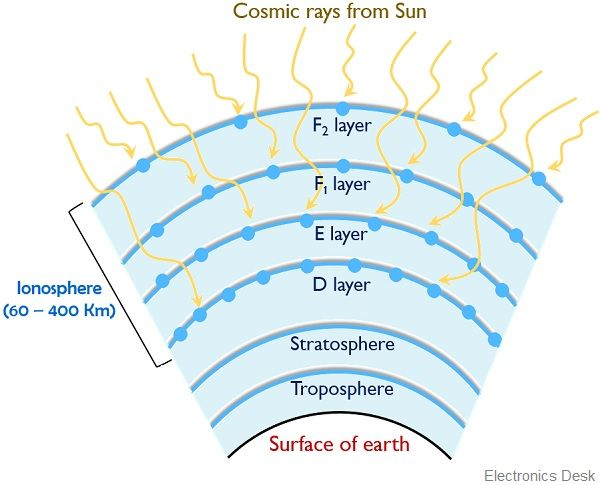 Cosmic rays from Sun
F₂ layer
F₁ layer
E layer
D layer
Ionosphere
(60 – 400 Km)
Stratosphere
Troposphere
Surface of earth
Electronics Desk